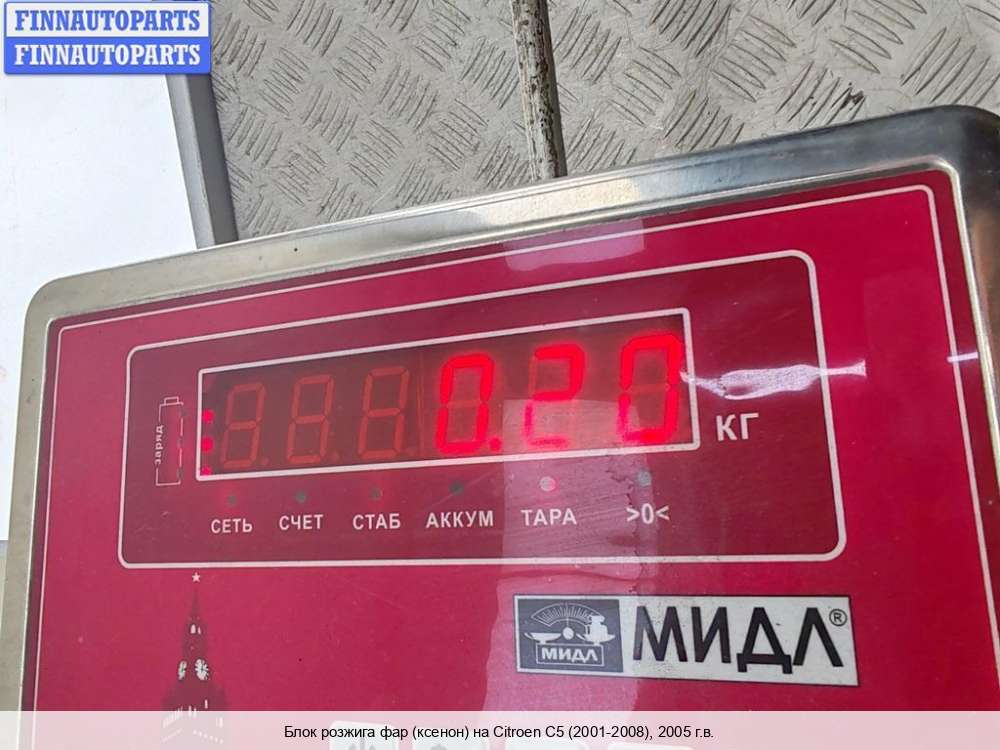 FINNAUTOPARTS
FINNAUTOPARTS
0.20
КГ
заряд
СЕТЬ СЧЕТ СТАБ АККУМ ТАРА >0<
МИДЛ МИДЛ®
Блок розжига фар (ксенон) на Citroen C5 (2001-2008), 2005 г.в.